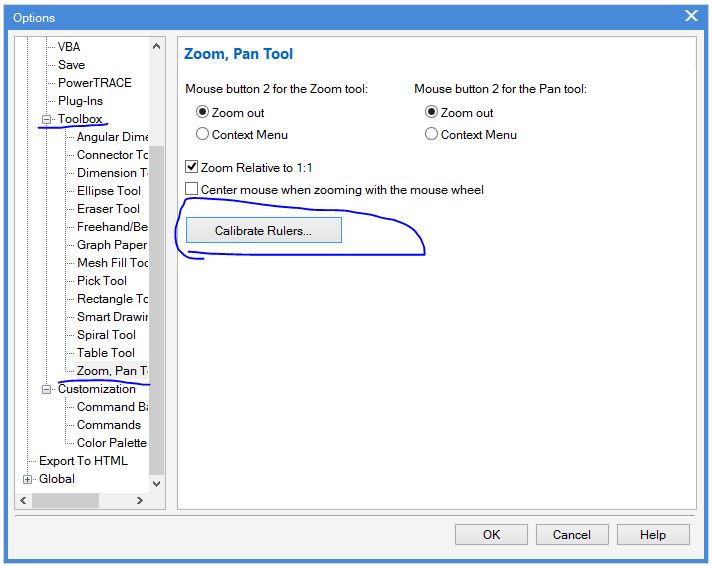 Options
VBA
Save
PowerTRACE
Plug-Ins
Toolbox
Angular Dime
Connector To
Dimension T
Ellipse Tool
Eraser Tool
Freehand/Be
Graph Paper
Mesh Fill Too
Pick Tool
Rectangle To
Smart Drawin
Spiral Tool
Table Tool
Zoom, Pan T
Customization
Command Ba
Commands
Color Palette
Export To HTML
Global
Zoom, Pan Tool
Mouse button 2 for the Zoom tool:
Zoom out
Context Menu
Mouse button 2 for the Pan tool:
Zoom out
Context Menu
Zoom Relative to 1:1
Center mouse when zooming with the mouse wheel
Calibrate Rulers...
OK Cancel Help